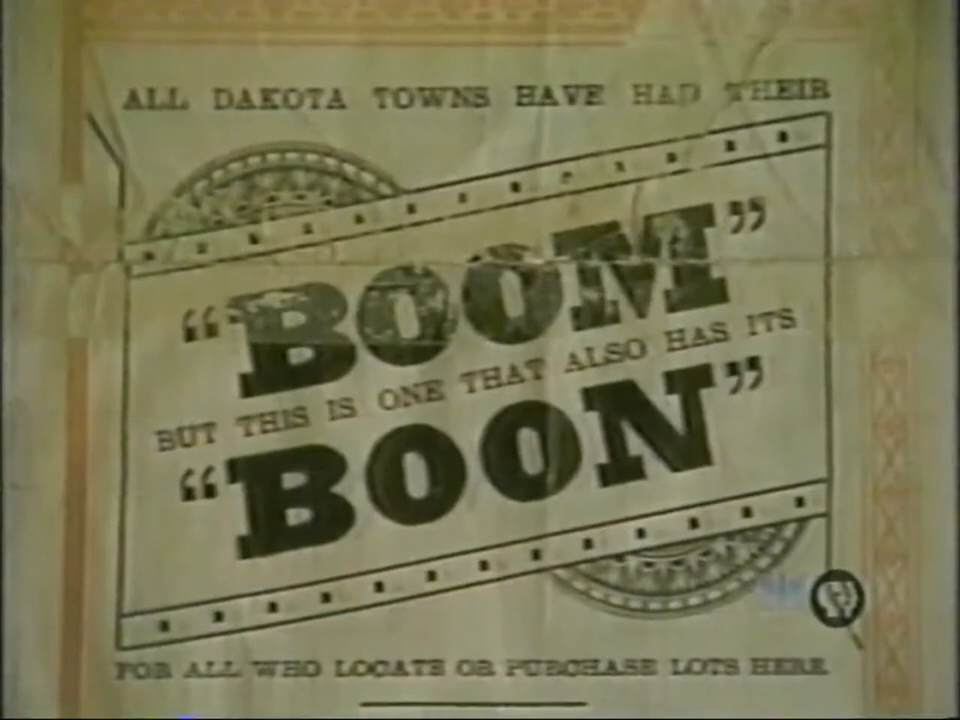 ALL DAKOTA TOWNS HAVE HAD THEIR
“BOOM”
BUT THIS IS ONE THAT ALSO HAS ITS
“BOON”
FOR ALL WHO LOCATE OR PURCHASE LOTS HERE